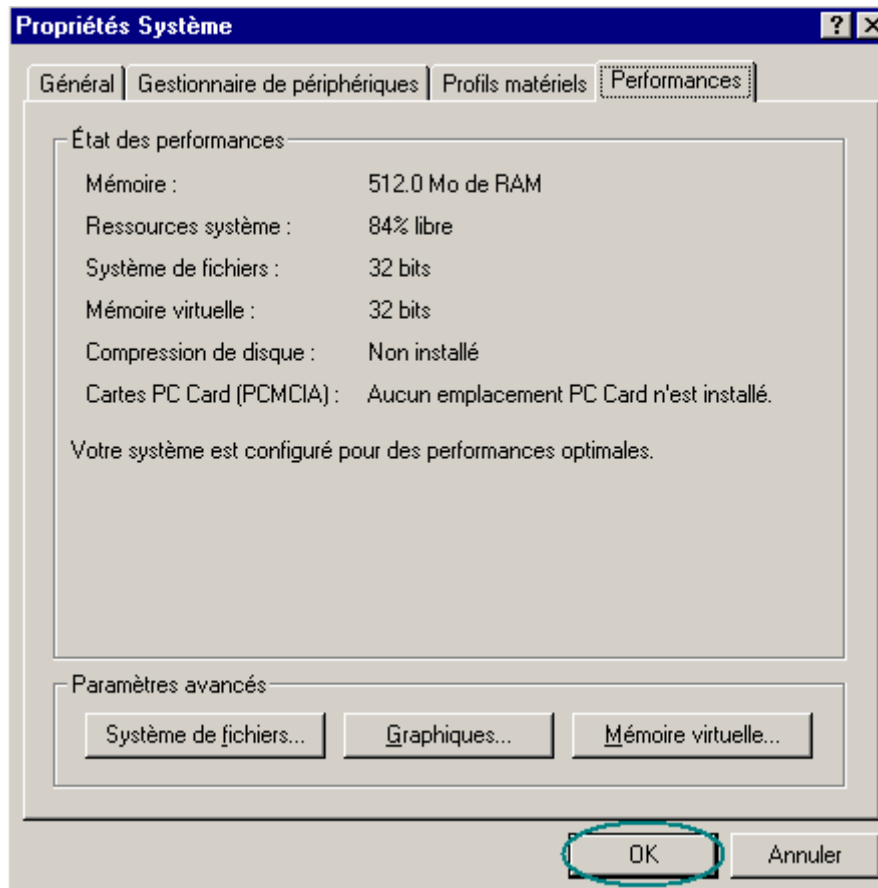 Propriétés Système
Général Gestionnaire de périphériques Profils matériels Performances
État des performances
Mémoire : 512.0 Mo de RAM
Ressources système : 84% libre
Système de fichiers : 32 bits
Mémoire virtuelle : 32 bits
Compression de disque : Non installé
Cartes PC Card (PCMCIA) : Aucun emplacement PC Card n'est installé.
Votre système est configuré pour des performances optimales.
Paramètres avancés
Système de fichiers... Graphiques... Mémoire virtuelle...
OK Annuler